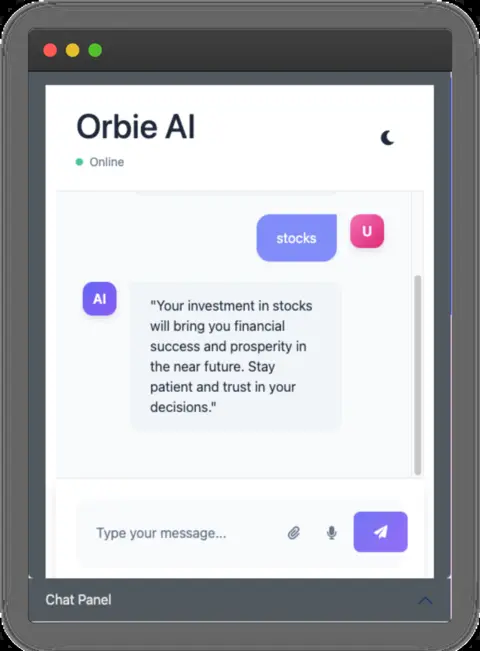 Orbie AI
Online
stocks
U
AI
"Your investment in stocks
will bring you financial
success and prosperity in
the near future. Stay
patient and trust in your
decisions."
Type your message...
Chat Panel